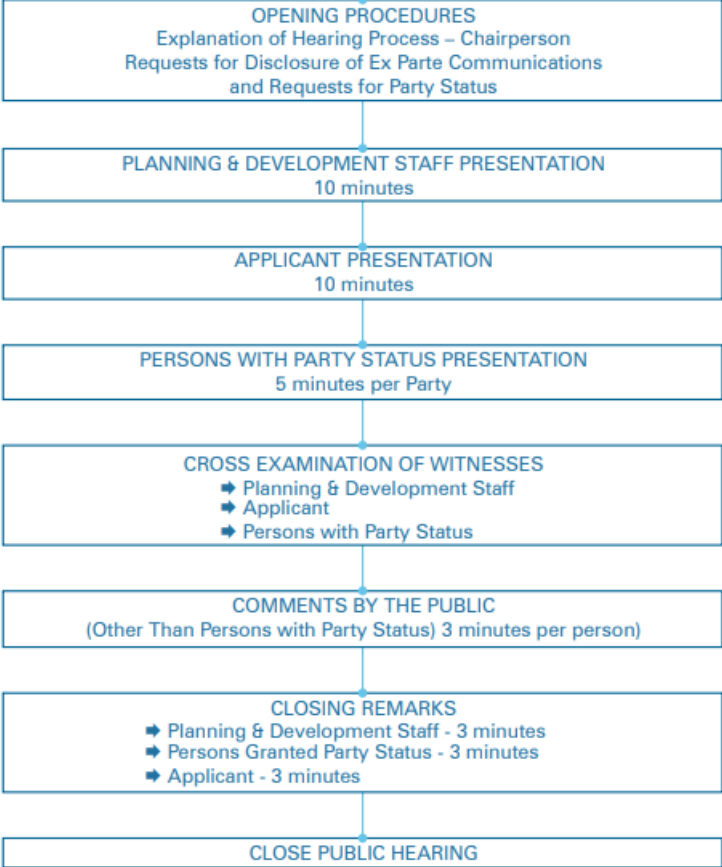 OPENING PROCEDURES
Explanation of Hearing Process – Chairperson
Requests for Disclosure of Ex Parte Communications
and Requests for Party Status
PLANNING & DEVELOPMENT STAFF PRESENTATION
10 minutes
APPLICANT PRESENTATION
10 minutes
PERSONS WITH PARTY STATUS PRESENTATION
5 minutes per Party
CROSS EXAMINATION OF WITNESSES
➡ Planning & Development Staff
➡ Applicant
➡ Persons with Party Status
COMMENTS BY THE PUBLIC
(Other Than Persons with Party Status) 3 minutes per person)
CLOSING REMARKS
➡ Planning & Development Staff - 3 minutes
➡ Persons Granted Party Status - 3 minutes
➡ Applicant - 3 minutes
CLOSE PUBLIC HEARING